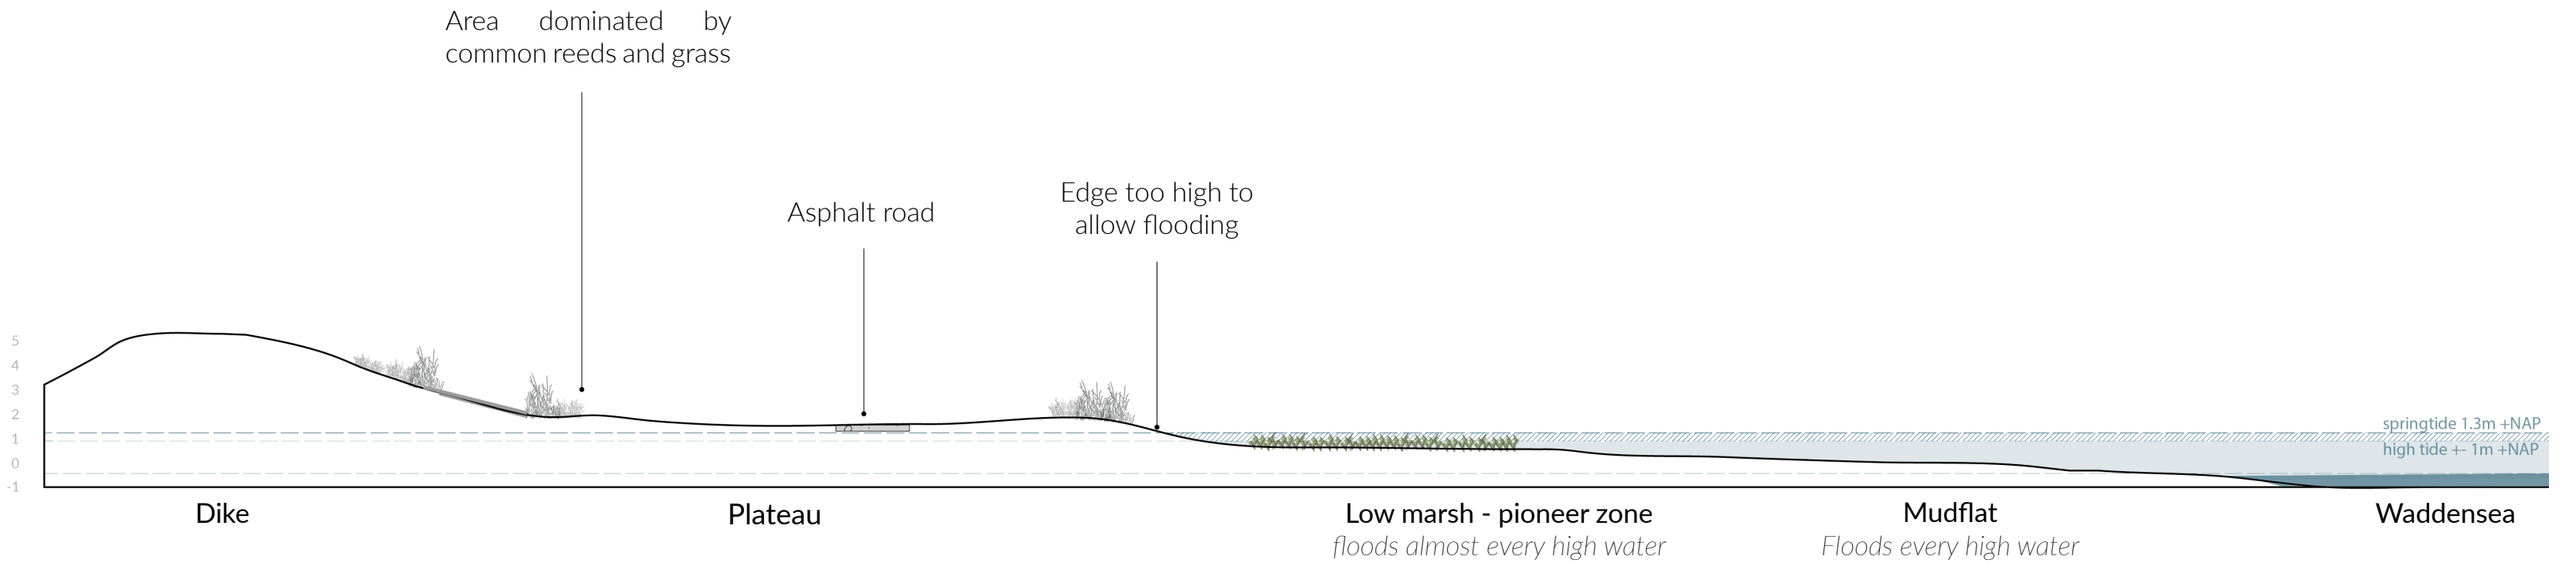 Area dominated by
common reeds and grass
Asphalt road
Edge too high to
allow flooding
5
4
3
2
1
0
-1
springtide 1.3m +NAP
high tide +- 1m +NAP
Dike
Plateau
Low marsh - pioneer zone
floods almost every high water
Mudflat
Floods every high water
Waddensea